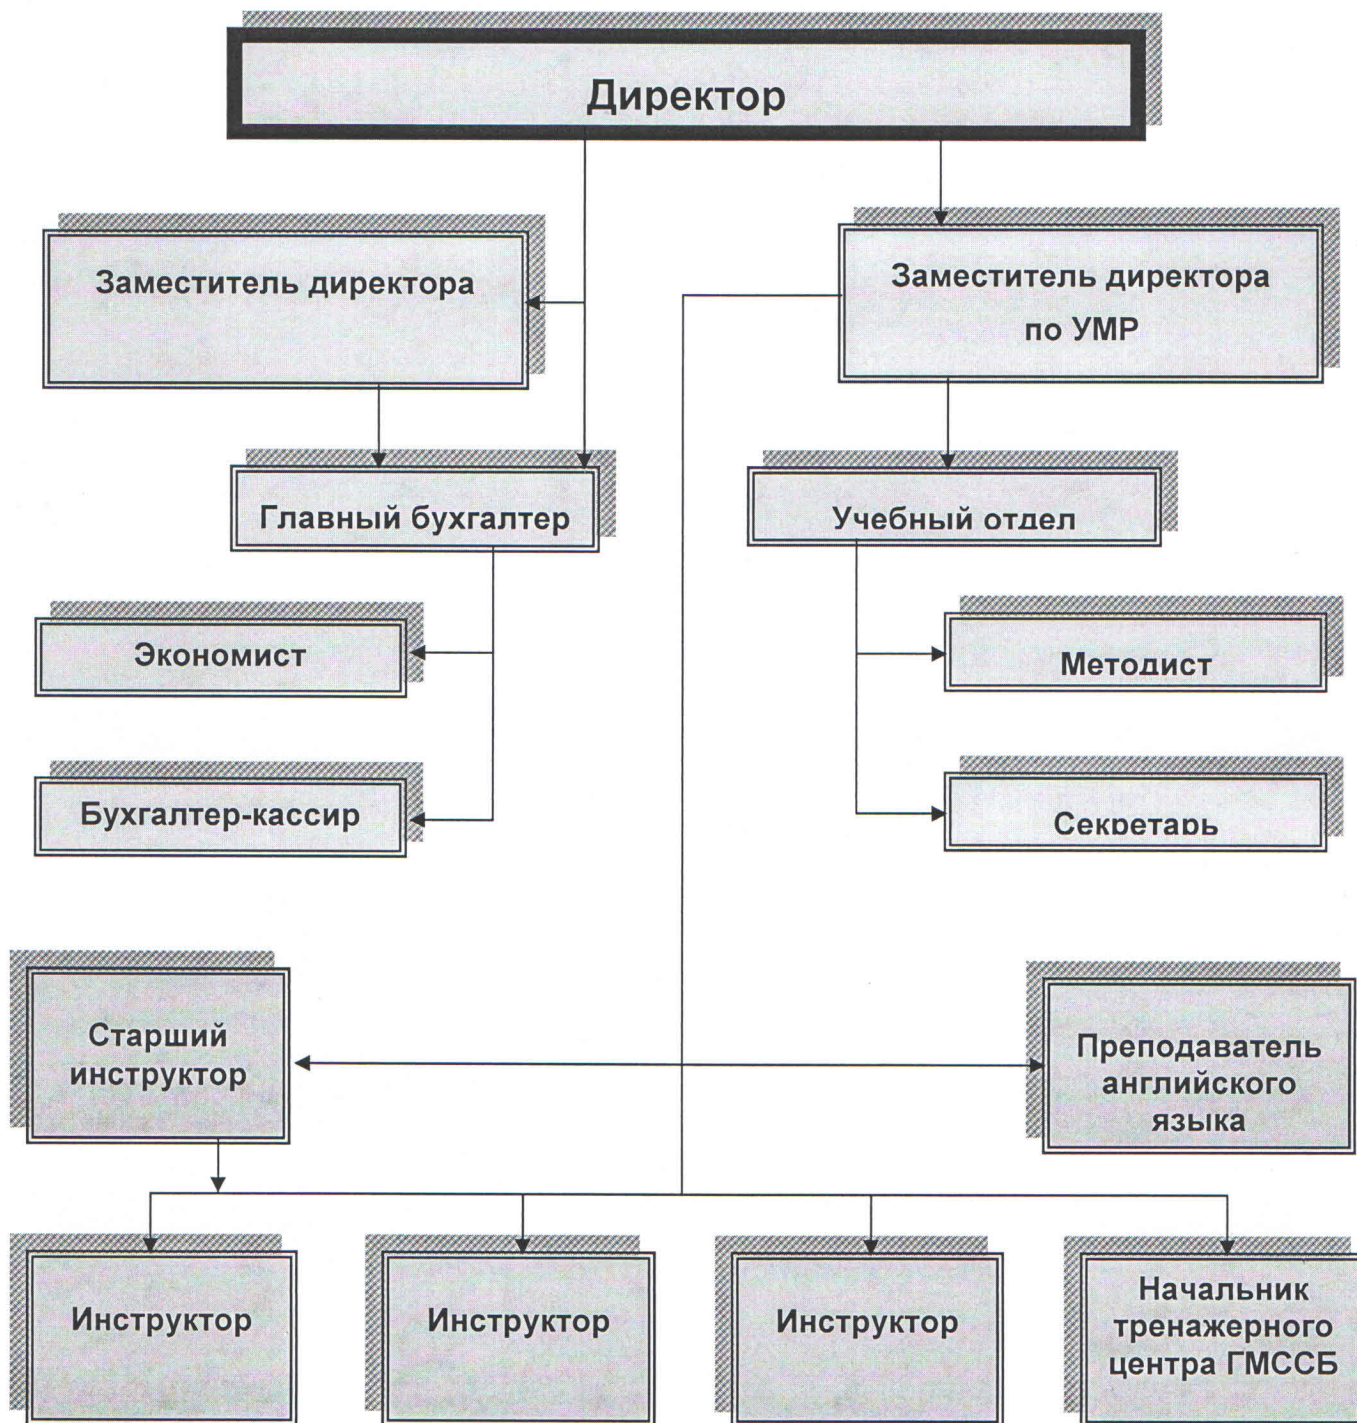 Директор
Заместитель директора
Заместитель директора
по УМР
Главный бухгалтер
Учебный отдел
Экономист
Методист
Бухгалтер-кассир
Секретарь
Старший
инструктор
Преподаватель
английского
языка
Инструктор
Инструктор
Инструктор
Начальник
тренажерного
центра ГМССБ